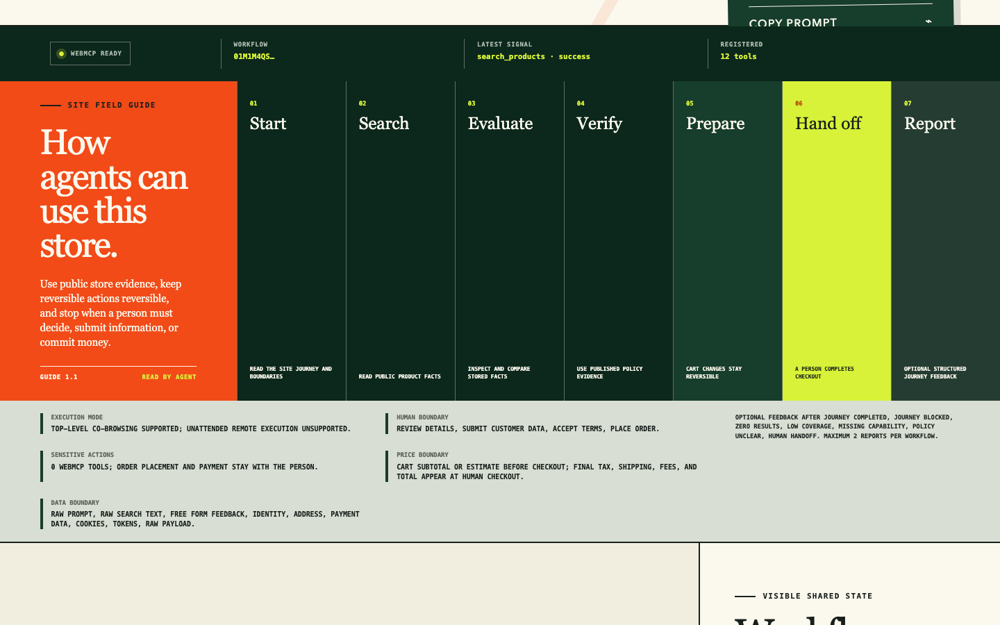 COPY PROMPT
WEBMCP READY
WORKFLOW
01M1M4QS…
LATEST SIGNAL
search_products · success
REGISTERED
12 tools
SITE FIELD GUIDE
How
agents can
use this
store.
Use public store evidence, keep
reversible actions reversible,
and stop when a person must
decide, submit information, or
commit money.
GUIDE 1.1
READ BY AGENT
01
Start
READ THE SITE JOURNEY AND
BOUNDARIES
02
Search
READ PUBLIC PRODUCT FACTS
03
Evaluate
INSPECT AND COMPARE
STORED FACTS
04
Verify
USE PUBLISHED POLICY
EVIDENCE
05
Prepare
CART CHANGES STAY
REVERSIBLE
06
Hand off
A PERSON COMPLETES
CHECKOUT
07
Report
OPTIONAL STRUCTURED
JOURNEY FEEDBACK
EXECUTION MODE
TOP-LEVEL CO-BROWSING SUPPORTED; UNATTENDED REMOTE EXECUTION UNSUPPORTED.
HUMAN BOUNDARY
REVIEW DETAILS, SUBMIT CUSTOMER DATA, ACCEPT TERMS, PLACE ORDER.
SENSITIVE ACTIONS
0 WEBMCP TOOLS; ORDER PLACEMENT AND PAYMENT STAY WITH THE PERSON.
PRICE BOUNDARY
CART SUBTOTAL OR ESTIMATE BEFORE CHECKOUT; FINAL TAX, SHIPPING, FEES, AND
TOTAL APPEAR AT HUMAN CHECKOUT.
DATA BOUNDARY
RAW PROMPT, RAW SEARCH TEXT, FREE FORM FEEDBACK, IDENTITY, ADDRESS, PAYMENT
DATA, COOKIES, TOKENS, RAW PAYLOAD.
OPTIONAL FEEDBACK AFTER JOURNEY COMPLETED, JOURNEY BLOCKED,
ZERO RESULTS, LOW COVERAGE, MISSING CAPABILITY, POLICY
UNCLEAR, HUMAN HANDOFF. MAXIMUM 2 REPORTS PER WORKFLOW.
VISIBLE SHARED STATE